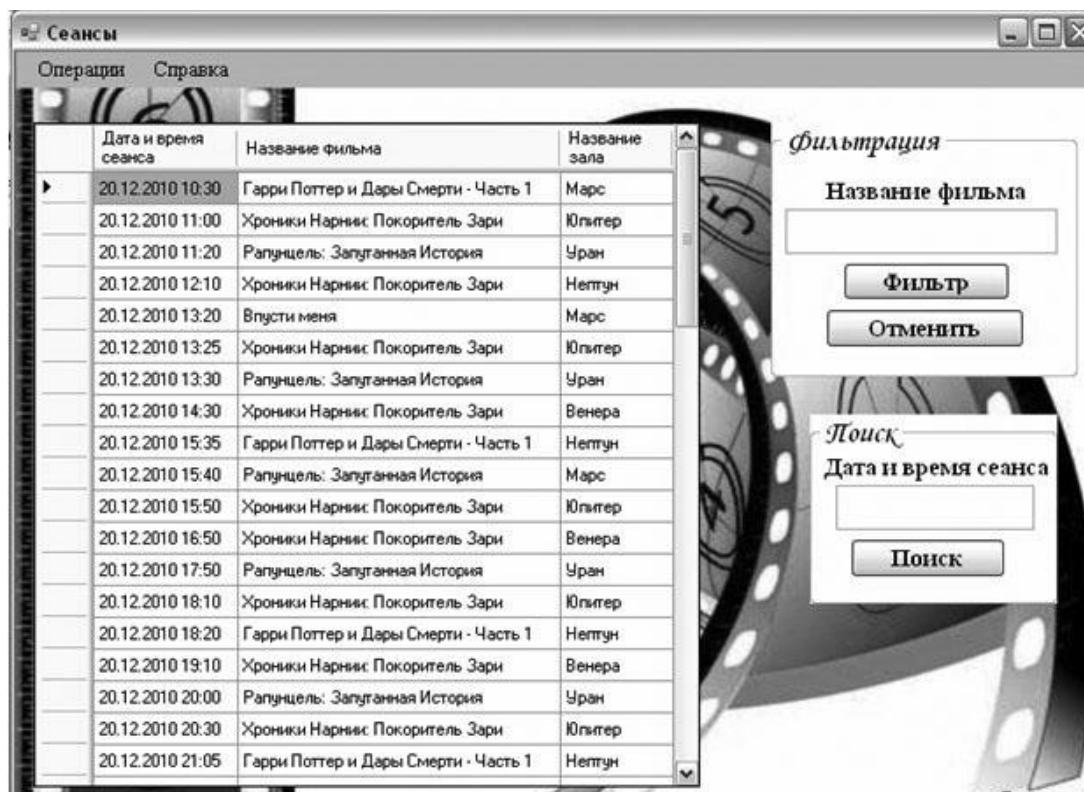 Сеансы
Операции Справка
Дата и время сеанса Название фильма Название зала
20.12.2010 10:30 Гарри Поттер и Дары Смерти - Часть 1 Марс
20.12.2010 11:00 Хроники Нарнии: Покоритель Зари Юпитер
20.12.2010 11:20 Рапунцель: Запутанная История Уран
20.12.2010 12:10 Хроники Нарнии: Покоритель Зари Нептун
20.12.2010 13:20 Впусти меня Марс
20.12.2010 13:25 Хроники Нарнии: Покоритель Зари Юпитер
20.12.2010 13:30 Рапунцель: Запутанная История Уран
20.12.2010 14:30 Хроники Нарнии: Покоритель Зари Венера
20.12.2010 15:35 Гарри Поттер и Дары Смерти - Часть 1 Нептун
20.12.2010 15:40 Рапунцель: Запутанная История Марс
20.12.2010 15:50 Хроники Нарнии: Покоритель Зари Юпитер
20.12.2010 16:50 Хроники Нарнии: Покоритель Зари Венера
20.12.2010 17:50 Рапунцель: Запутанная История Уран
20.12.2010 18:10 Хроники Нарнии: Покоритель Зари Юпитер
20.12.2010 18:20 Гарри Поттер и Дары Смерти - Часть 1 Нептун
20.12.2010 19:10 Хроники Нарнии: Покоритель Зари Венера
20.12.2010 20:00 Рапунцель: Запутанная История Уран
20.12.2010 20:30 Хроники Нарнии: Покоритель Зари Юпитер
20.12.2010 21:05 Гарри Поттер и Дары Смерти - Часть 1 Нептун
Фильтрация
Название фильма
Фильтр
Отменить
Поиск
Дата и время сеанса
Поиск
5
4